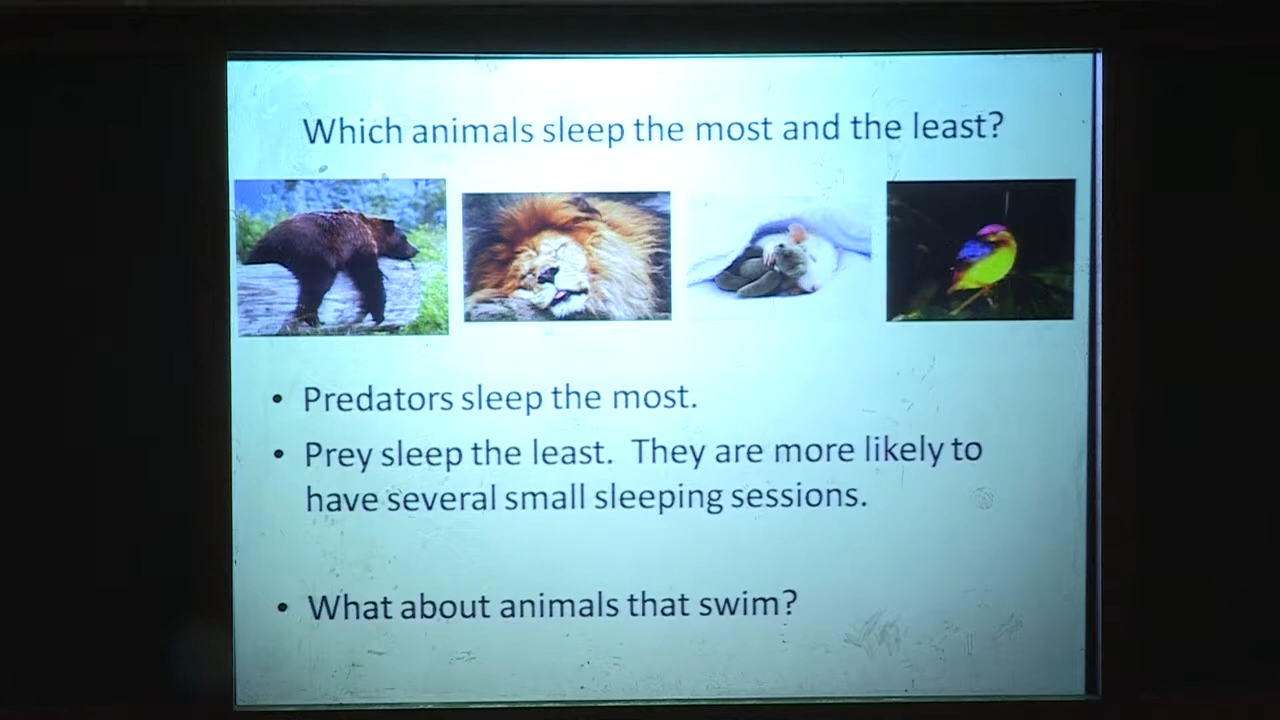 Which animals sleep the most and the least?
• Predators sleep the most.
• Prey sleep the least. They are more likely to
have several small sleeping sessions.
• What about animals that swim?